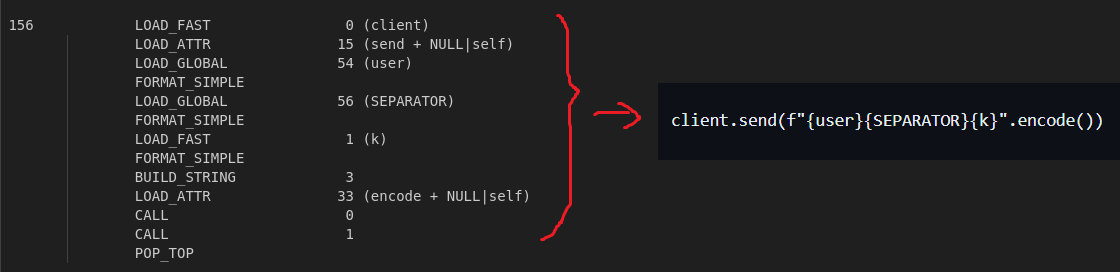 156 LOAD_FAST 0 (client)
LOAD_ATTR 15 (send + NULL|self)
LOAD_GLOBAL 54 (user)
FORMAT_SIMPLE
LOAD_GLOBAL 56 (SEPARATOR)
FORMAT_SIMPLE
LOAD_FAST 1 (k)
FORMAT_SIMPLE
BUILD_STRING 3
LOAD_ATTR 33 (encode + NULL|self)
CALL 0
CALL 1
POP_TOP
client.send(f"{user}{SEPARATOR}{k}".encode())